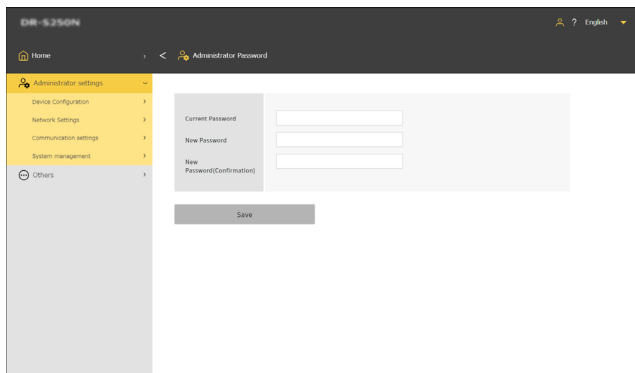 DR-S250N
? English
Home
< Administrator Password
Administrator settings
Device Configuration
Network Settings
Communication settings
System management
Others
Current Password
New Password
New
Password(Confirmation)
Save